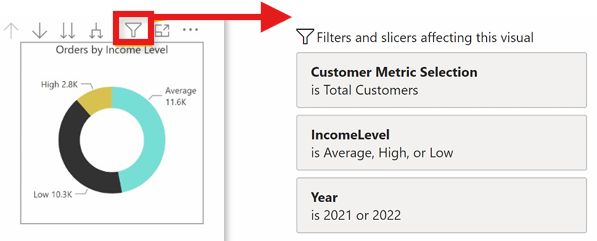 Orders by Income Level
High 2.8K
Average
11.6K
Low 10.3K
Filters and slicers affecting this visual
Customer Metric Selection
is Total Customers
IncomeLevel
is Average, High, or Low
Year
is 2021 or 2022